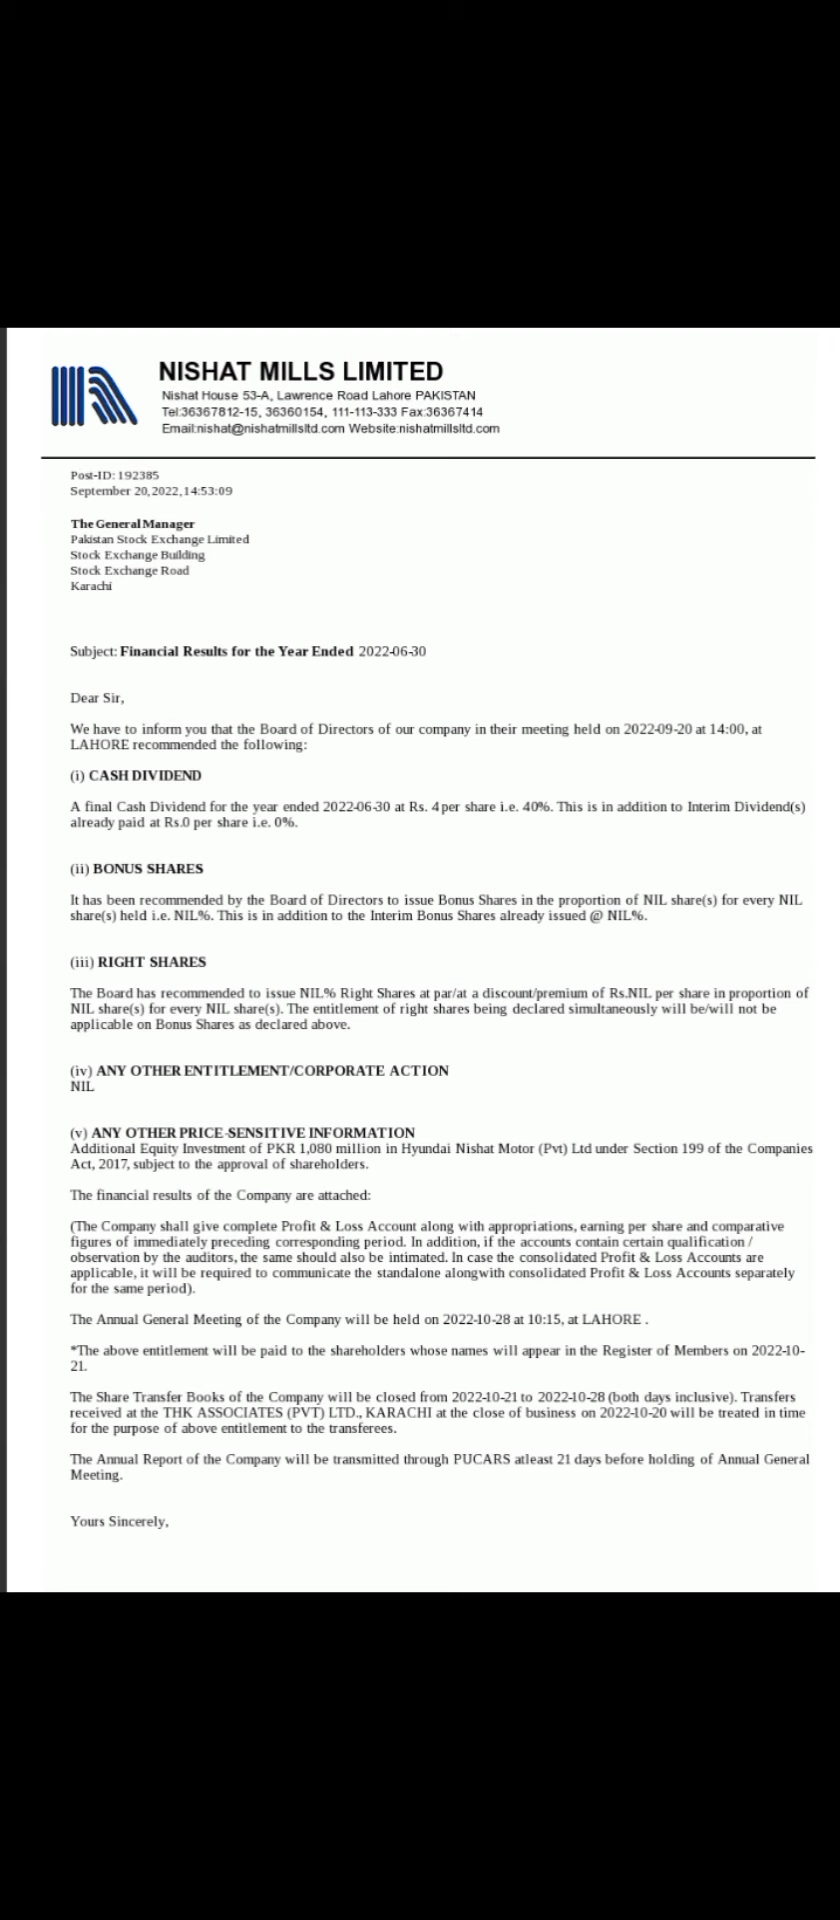 NISHAT MILLS LIMITED
Nishat House 53-A, Lawrence Road Lahore PAKISTAN
Tel:36367812-15, 36360154, 111-113-333 Fax:36367414
Email:nishat@nishatmillsltd.com Website:nishatmillsltd.com
Post-ID: 192385
September 20,2022,14:53:09
The General Manager
Pakistan Stock Exchange Limited
Stock Exchange Building
Stock Exchange Road
Karachi
Subject: Financial Results for the Year Ended 2022-06-30
Dear Sir,
We have to inform you that the Board of Directors of our company in their meeting held on 2022-09-20 at 14:00, at
LAHORE recommended the following:
(i) CASH DIVIDEND
A final Cash Dividend for the year ended 2022-06-30 at Rs. 4 per share i.e. 40%. This is in addition to Interim Dividend(s)
already paid at Rs.0 per share i.e. 0%.
(ii) BONUS SHARES
It has been recommended by the Board of Directors to issue Bonus Shares in the proportion of NIL share(s) for every NIL
share(s) held i.e. NIL%. This is in addition to the Interim Bonus Shares already issued @ NIL%.
(iii) RIGHT SHARES
The Board has recommended to issue NIL% Right Shares at par/at a discount/premium of Rs.NIL per share in proportion of
NIL share(s) for every NIL share(s). The entitlement of right shares being declared simultaneously will be/will not be
applicable on Bonus Shares as declared above.
(iv) ANY OTHER ENTITLEMENT/CORPORATE ACTION
NIL
(v) ANY OTHER PRICE-SENSITIVE INFORMATION
Additional Equity Investment of PKR 1,080 million in Hyundai Nishat Motor (Pvt) Ltd under Section 199 of the Companies
Act, 2017, subject to the approval of shareholders.
The financial results of the Company are attached:
(The Company shall give complete Profit & Loss Account along with appropriations, earning per share and comparative
figures of immediately preceding corresponding period. In addition, if the accounts contain certain qualification /
observation by the auditors, the same should also be intimated. In case the consolidated Profit & Loss Accounts are
applicable, it will be required to communicate the standalone alongwith consolidated Profit & Loss Accounts separately
for the same period).
The Annual General Meeting of the Company will be held on 2022-10-28 at 10:15, at LAHORE .
*The above entitlement will be paid to the shareholders whose names will appear in the Register of Members on 2022-10-
21.
The Share Transfer Books of the Company will be closed from 2022-10-21 to 2022-10-28 (both days inclusive). Transfers
received at the THK ASSOCIATES (PVT) LTD., KARACHI at the close of business on 2022-10-20 will be treated in time
for the purpose of above entitlement to the transferees.
The Annual Report of the Company will be transmitted through PUCARS atleast 21 days before holding of Annual General
Meeting.
Yours Sincerely,